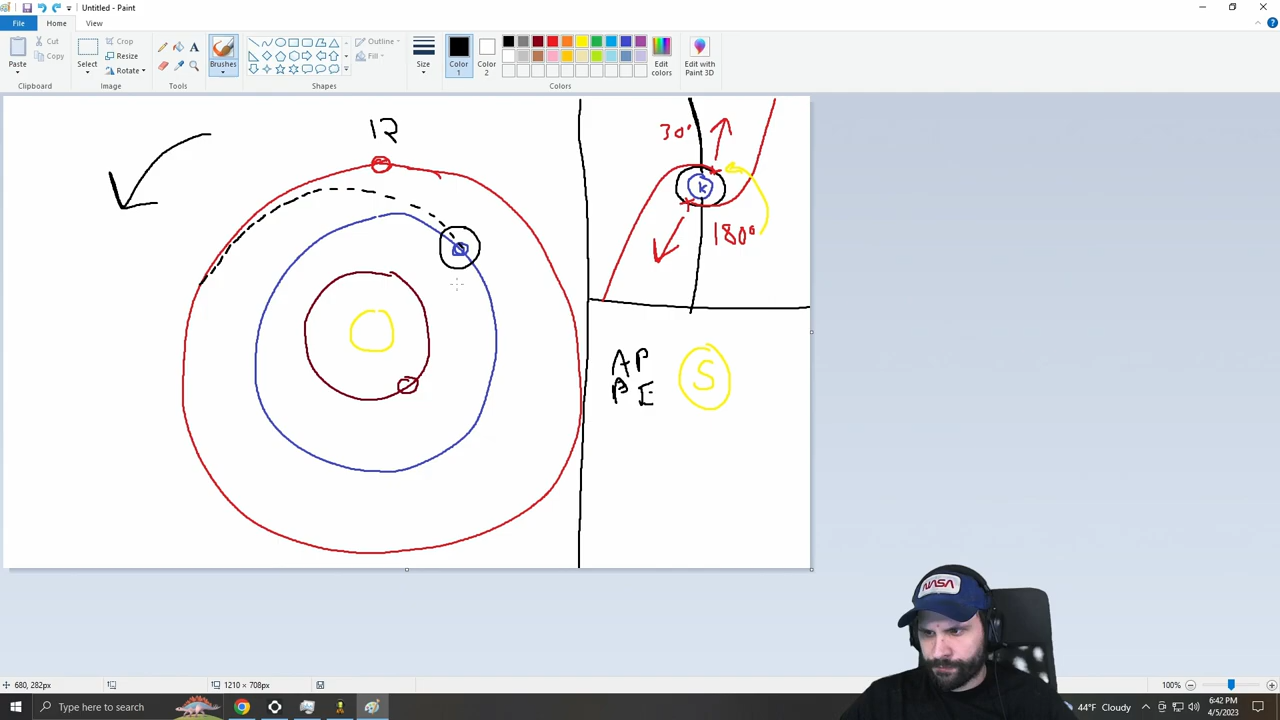 Untitled - Paint
File
Home
View
Paste
Cut
Copy
Clipboard
Select
Crop
Resize
Rotate
Image
A
Tools
Brushes
Shapes
Outline
Fill
Size
Color 1
Color 2
Edit colors
Colors
Edit with Paint 3D
12
30°
K
180°
AP
PE
S
NASA
680, 282px
1210 × 708px
100%
Type here to search
44°F Cloudy
6:42 PM
4/5/2023